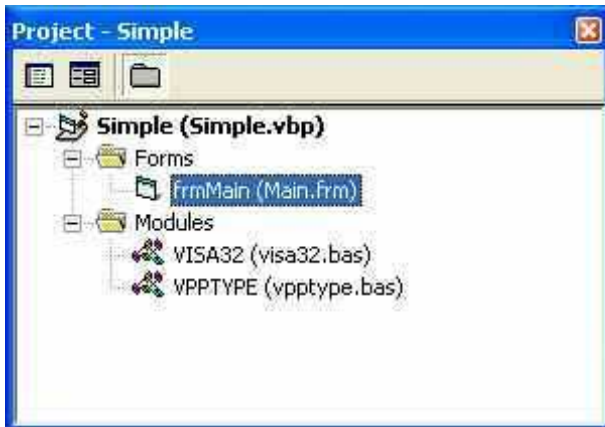 Project - Simple
Simple (Simple.vbp)
Forms
frmMain (Main.frm)
Modules
VISA32 (visa32.bas)
VPPTYPE (vpptype.bas)